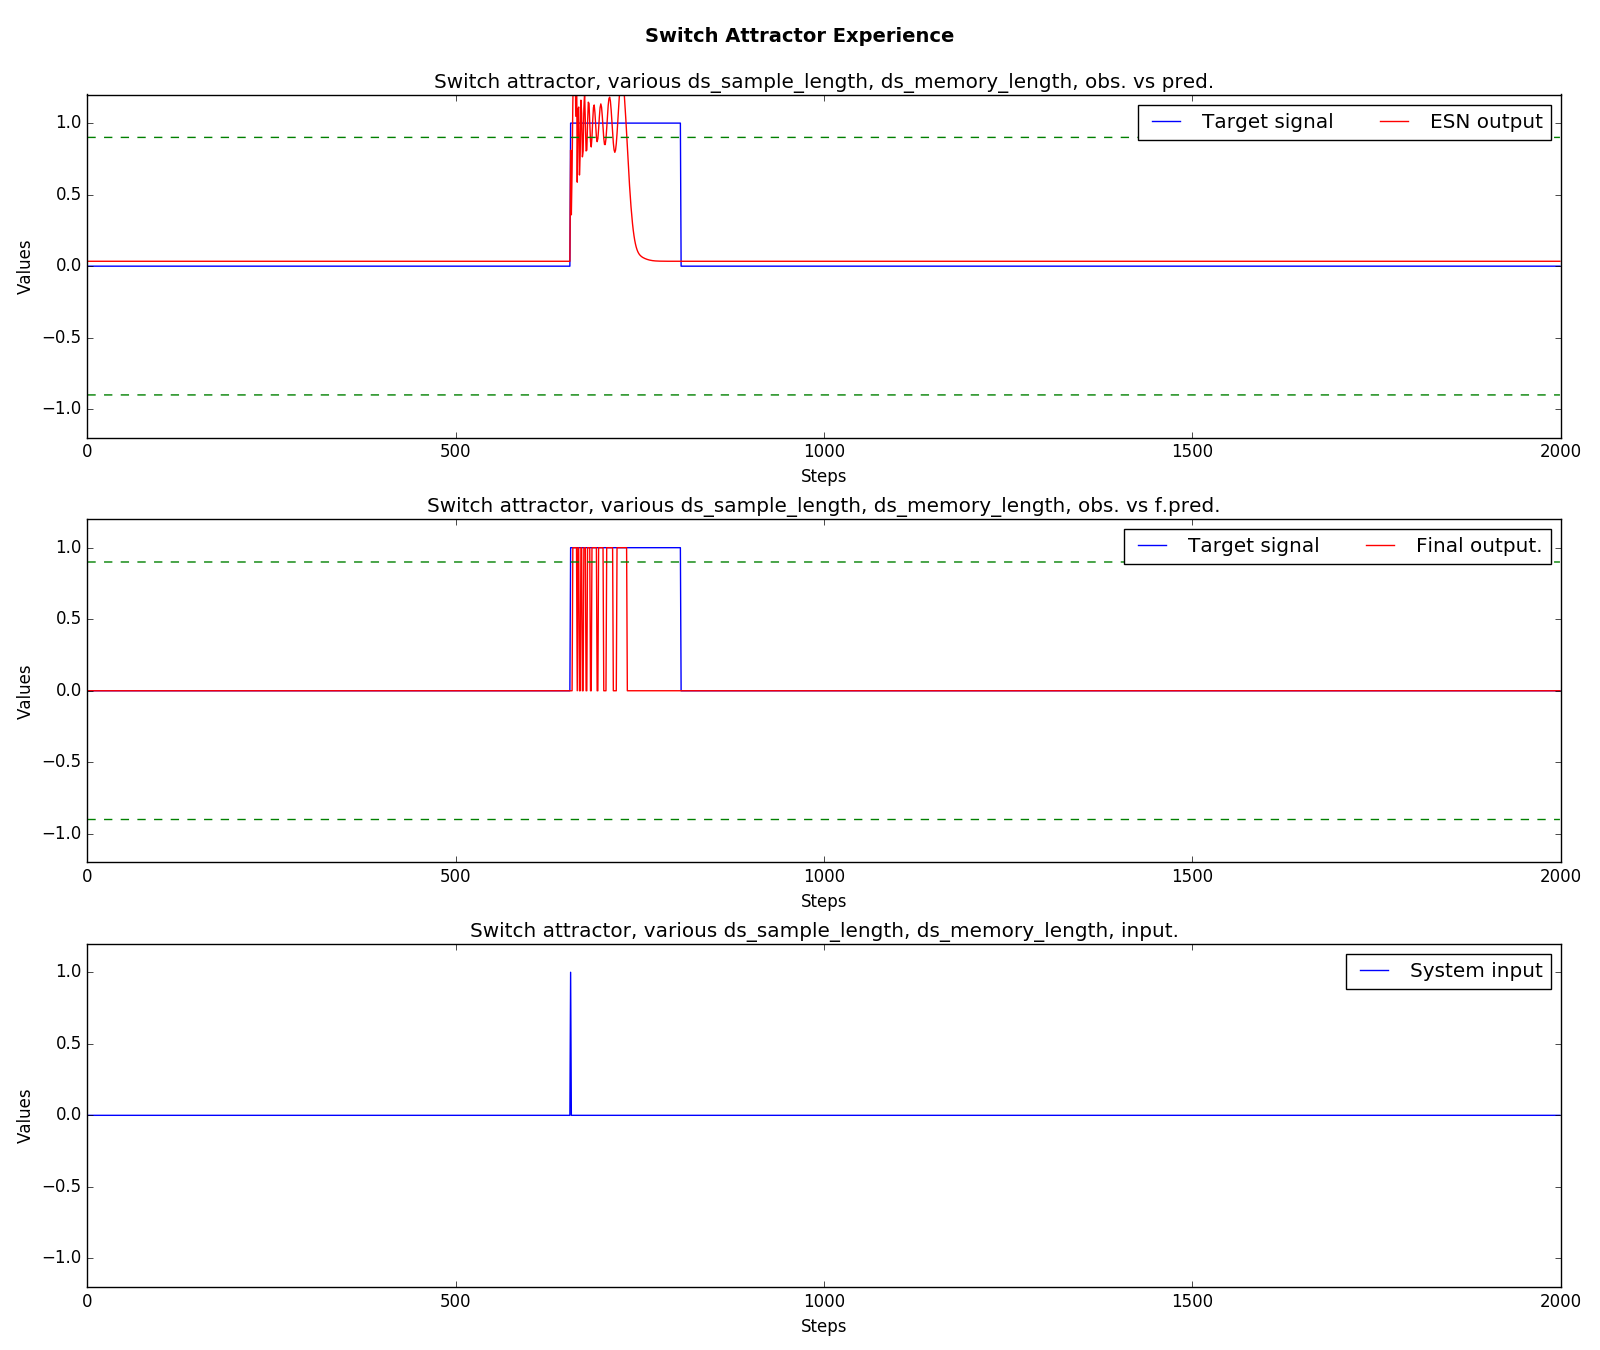 Switch Attractor Experience
Switch attractor, various ds_sample_length, ds_memory_length, obs. vs pred.
Target signal ESN output
1.0
0.5
0.0
−0.5
−1.0
Values
0 500 1000 1500 2000
Steps
Switch attractor, various ds_sample_length, ds_memory_length, obs. vs f.pred.
Target signal Final output.
1.0
0.5
0.0
−0.5
−1.0
Values
0 500 1000 1500 2000
Steps
Switch attractor, various ds_sample_length, ds_memory_length, input.
System input
1.0
0.5
0.0
−0.5
−1.0
Values
0 500 1000 1500 2000
Steps